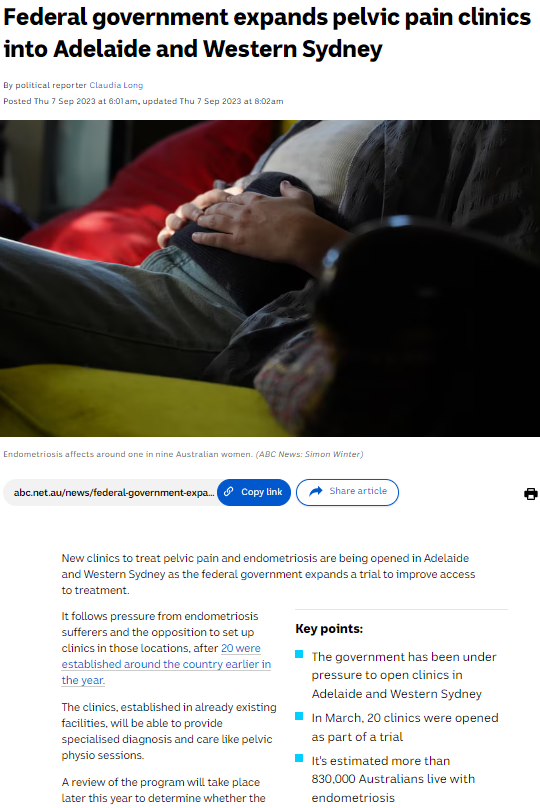 Federal government expands pelvic pain clinics
into Adelaide and Western Sydney
By political reporter Claudia Long
Posted Thu 7 Sep 2023 at 6:01am, updated Thu 7 Sep 2023 at 8:02am
Endometriosis affects around one in nine Australian women. (ABC News: Simon Winter)
abc.net.au/news/federal-government-expa... Copy link Share article
New clinics to treat pelvic pain and endometriosis are being opened in Adelaide
and Western Sydney as the federal government expands a trial to improve access
to treatment.
It follows pressure from endometriosis
sufferers and the opposition to set up
clinics in those locations, after 20 were
established around the country earlier in
the year.
The clinics, established in already existing
facilities, will be able to provide
specialised diagnosis and care like pelvic
physio sessions.
A review of the program will take place
later this year to determine whether the
Key points:
The government has been under
pressure to open clinics in
Adelaide and Western Sydney
In March, 20 clinics were opened
as part of a trial
It's estimated more than
830,000 Australians live with
endometriosis